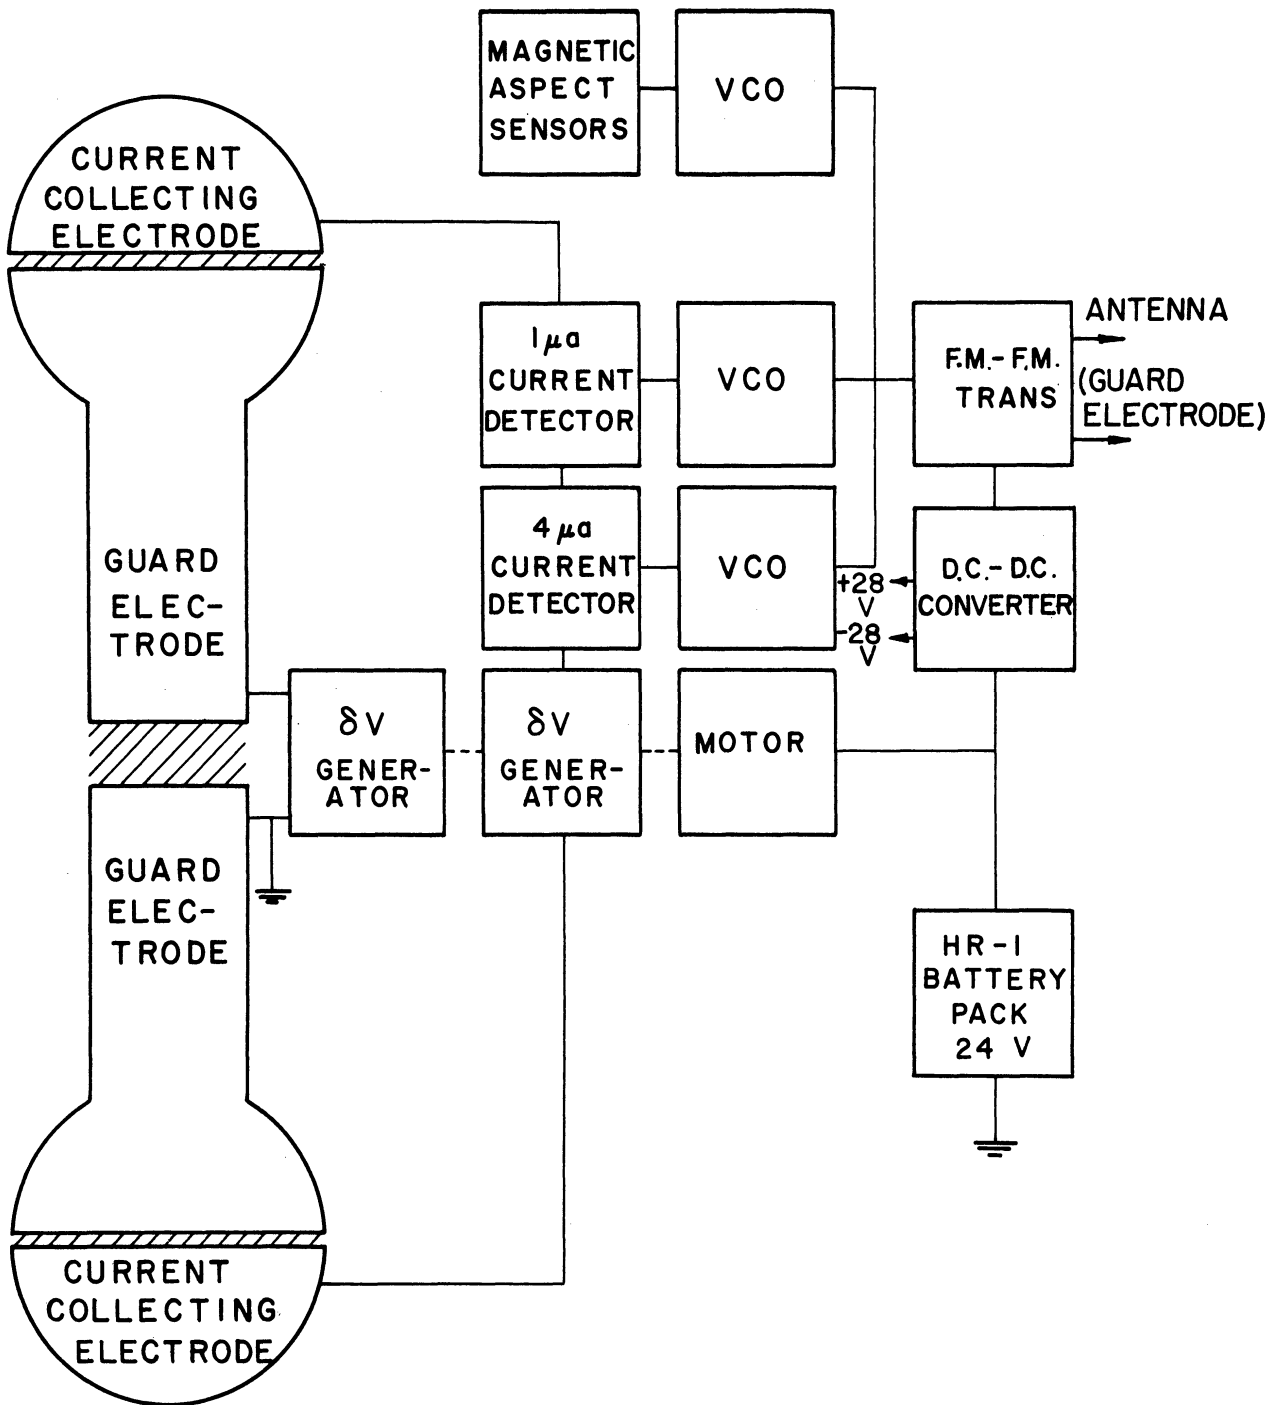 MAGNETIC
ASPECT
SENSORS
VCO
CURRENT
COLLECTING
ELECTRODE
1 μa
CURRENT
DETECTOR
VCO
F.M.-F.M.
TRANS
ANTENNA
(GUARD
ELECTRODE)
4 μa
CURRENT
DETECTOR
VCO
+28
V
-28
V
D.C.-D.C.
CONVERTER
GUARD
ELEC-
TRODE
δV
GENER-
ATOR
δV
GENER-
ATOR
MOTOR
GUARD
ELEC-
TRODE
HR-1
BATTERY
PACK
24 V
CURRENT
COLLECTING
ELECTRODE